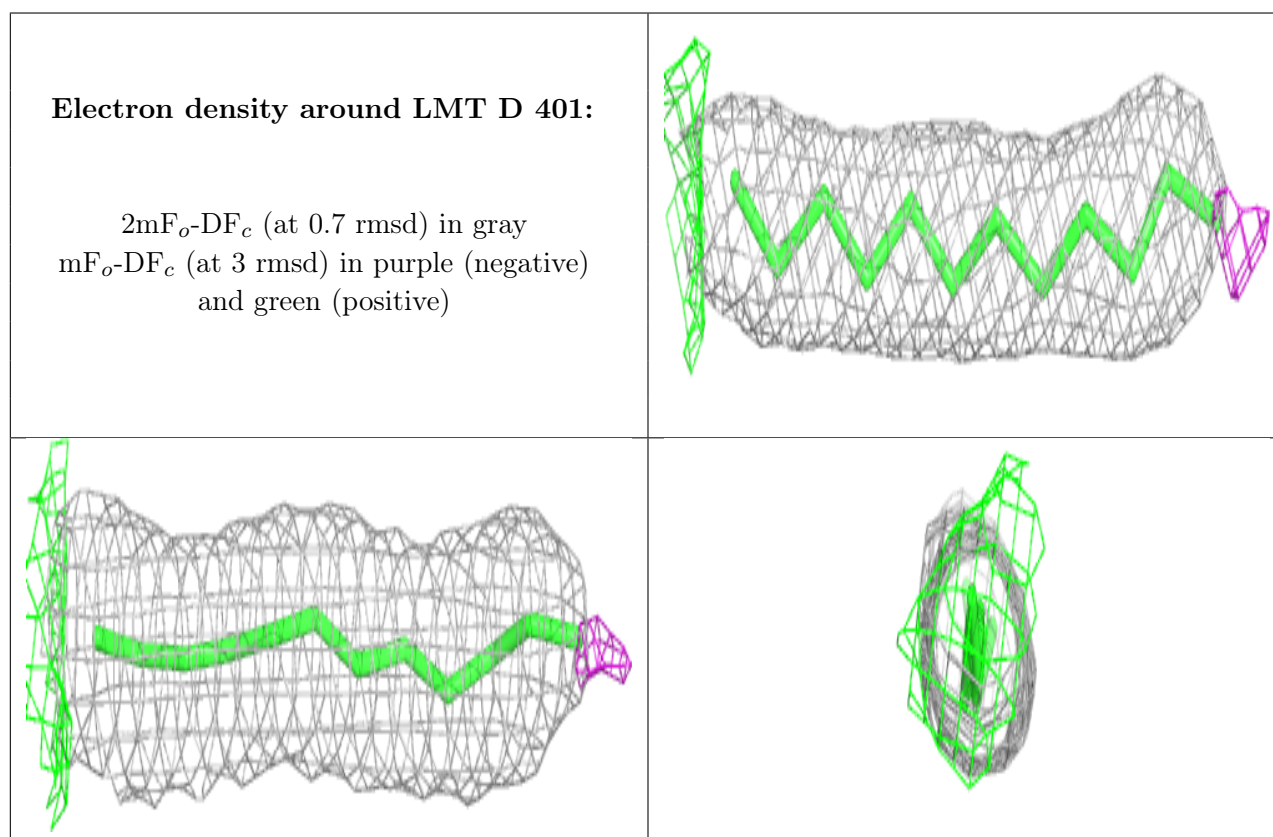 Electron density around LMT D 401:
2mFo-DFc (at 0.7 rmsd) in gray
mFo-DFc (at 3 rmsd) in purple (negative)
and green (positive)